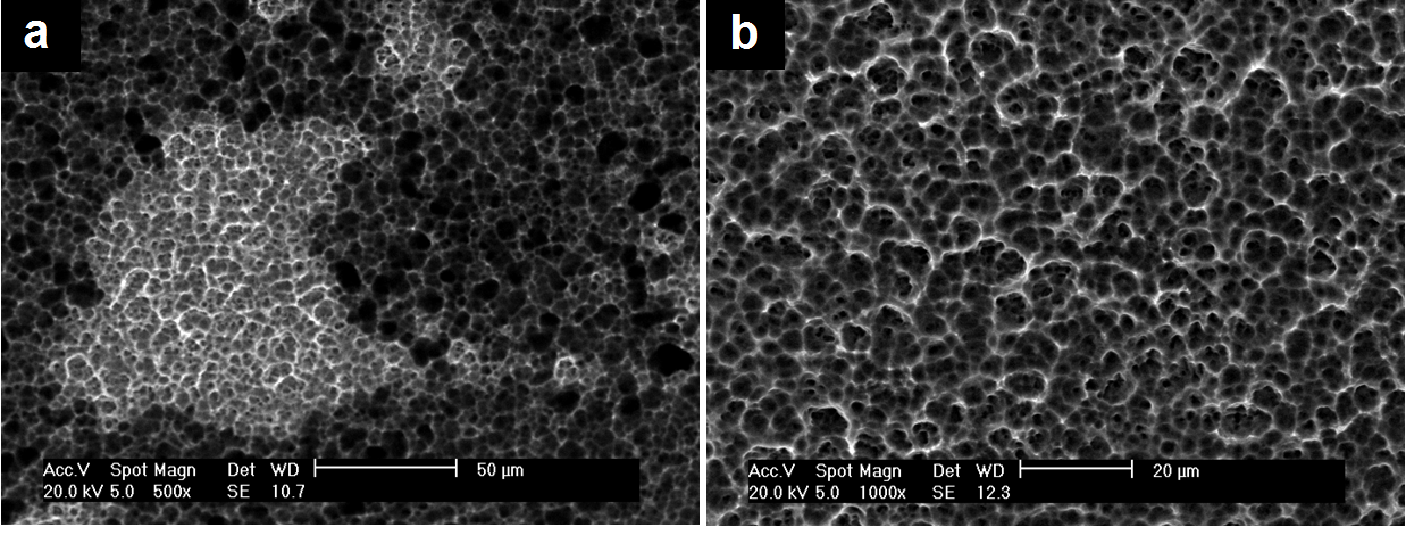 a
b
Acc.V Spot Magn Det WD 50 µm
20.0 kV 5.0 500x SE 10.7
Acc.V Spot Magn Det WD 20 µm
20.0 kV 5.0 1000x SE 12.3